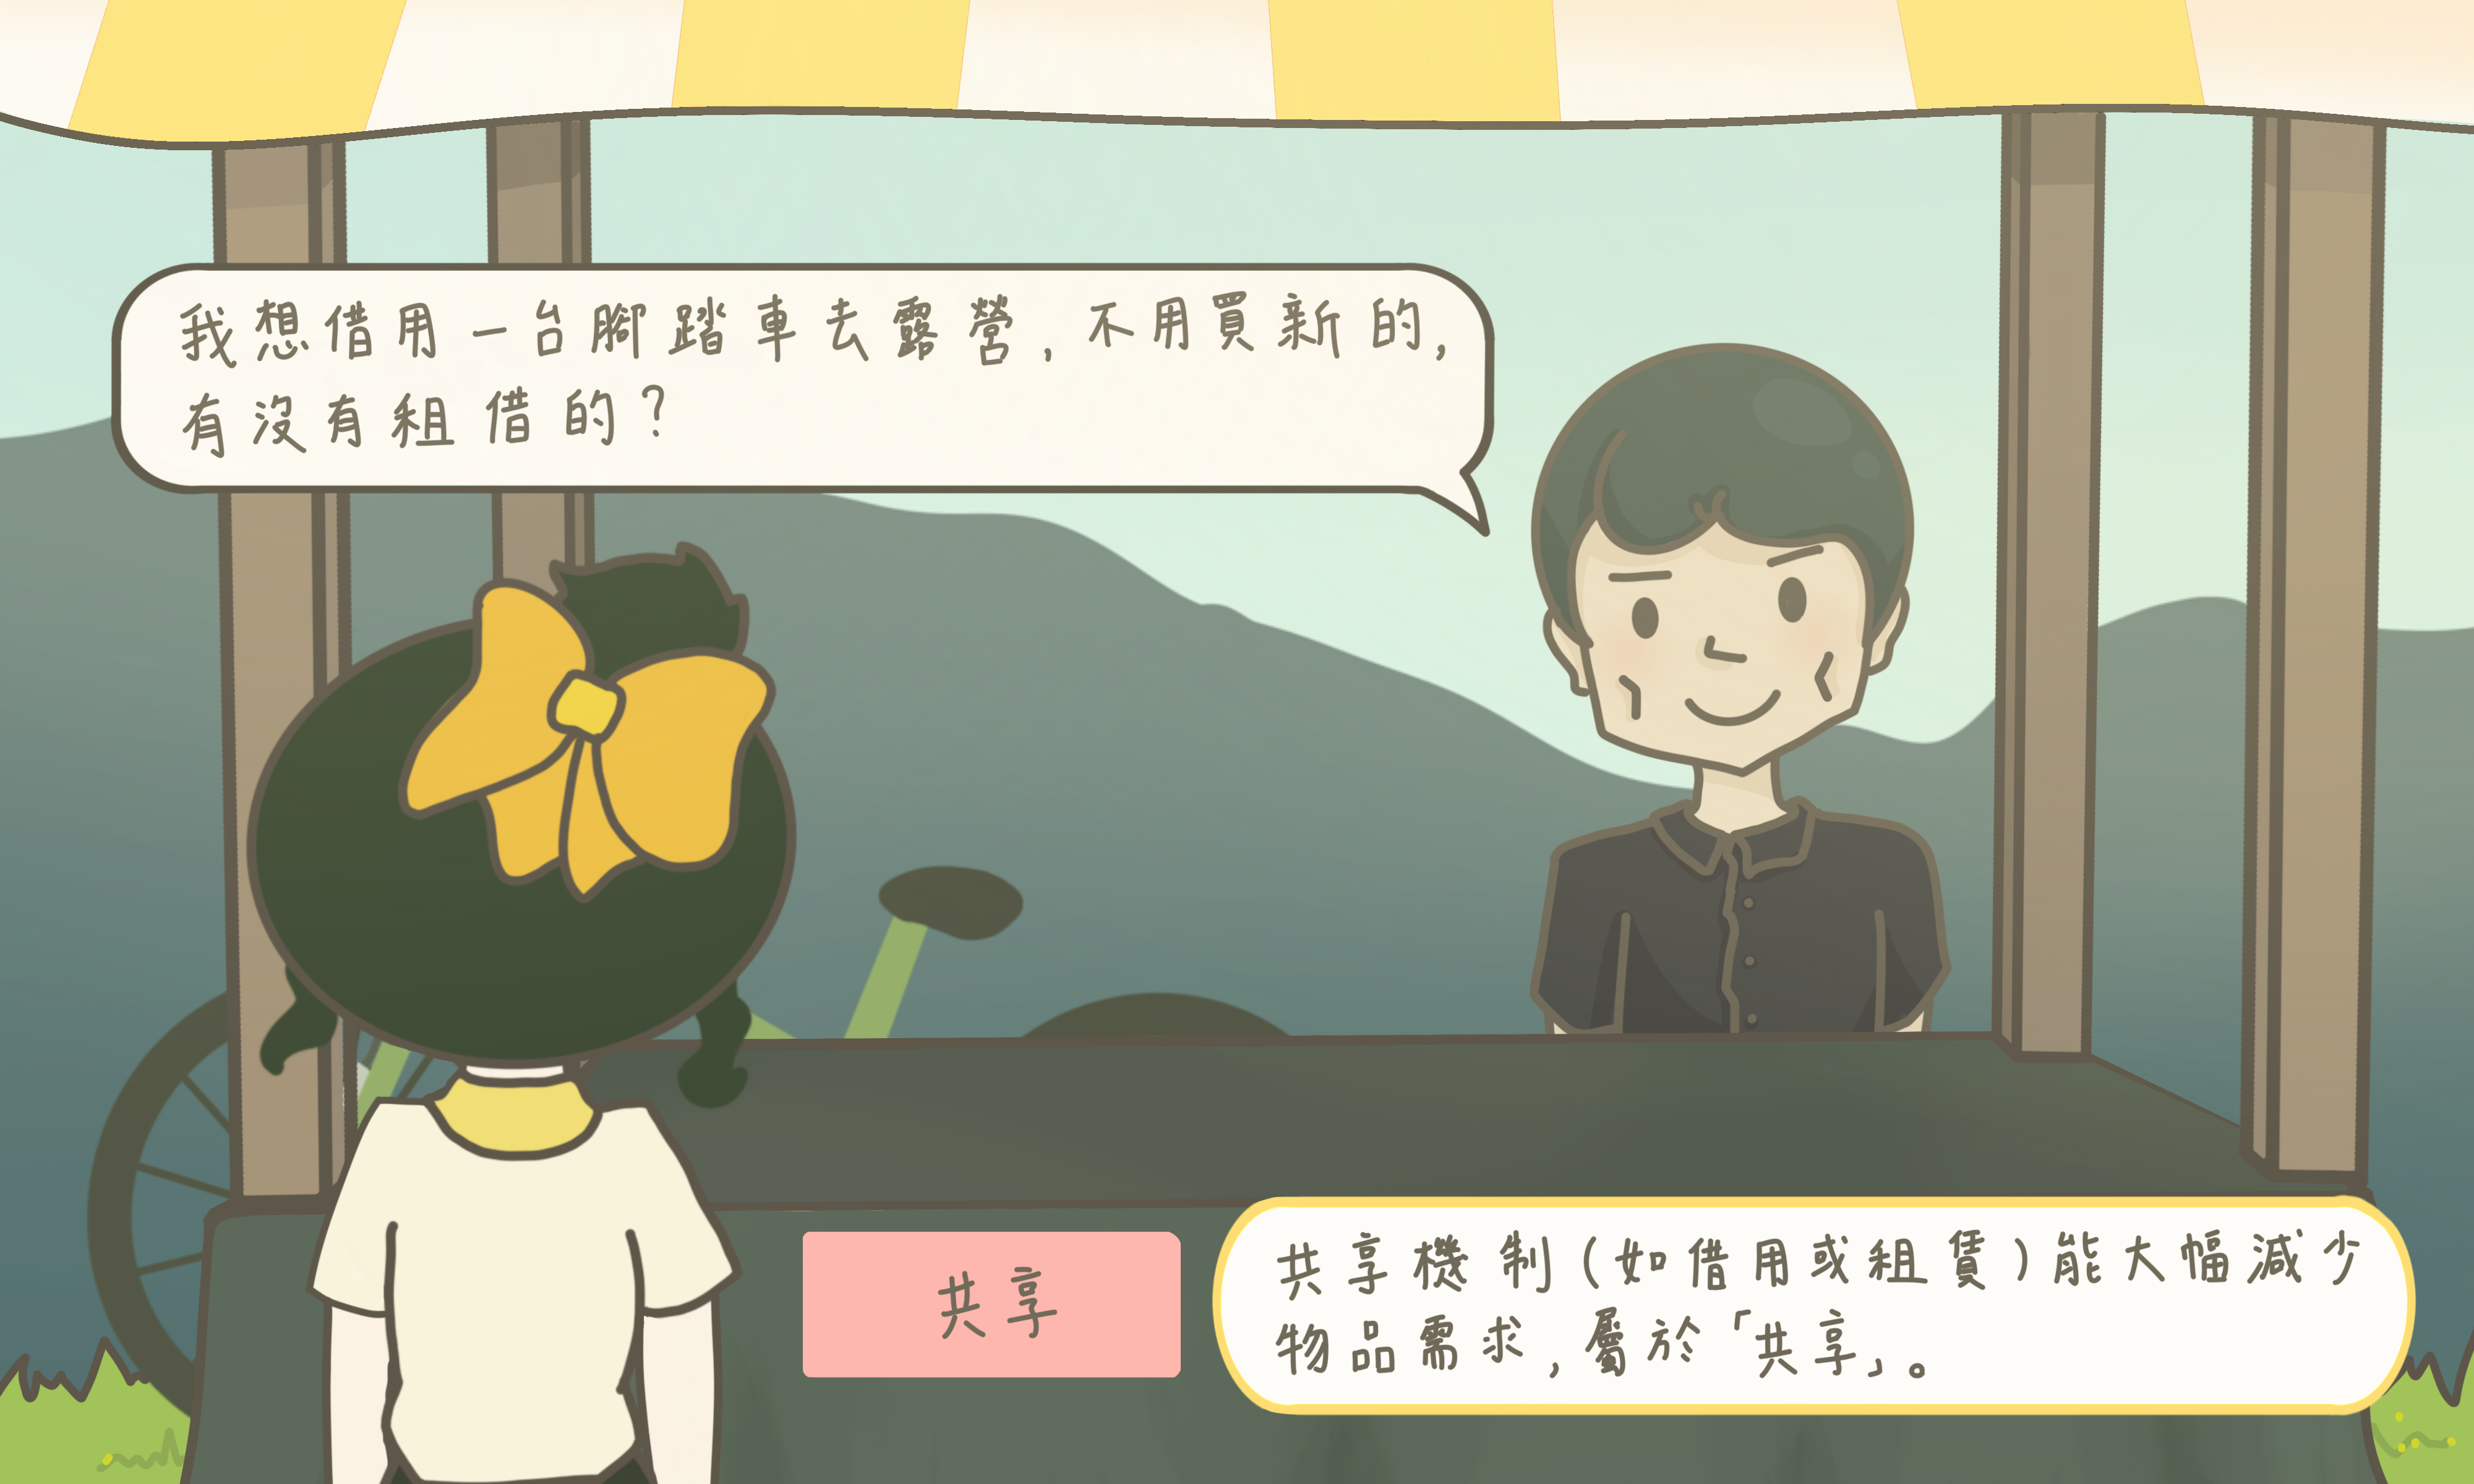 我想借用一台腳踏車去露營,不用買新的,
有沒有租借的?
共享
共享機制(如借用或租賃)能大幅減少
物品需求,屬於「共享」。